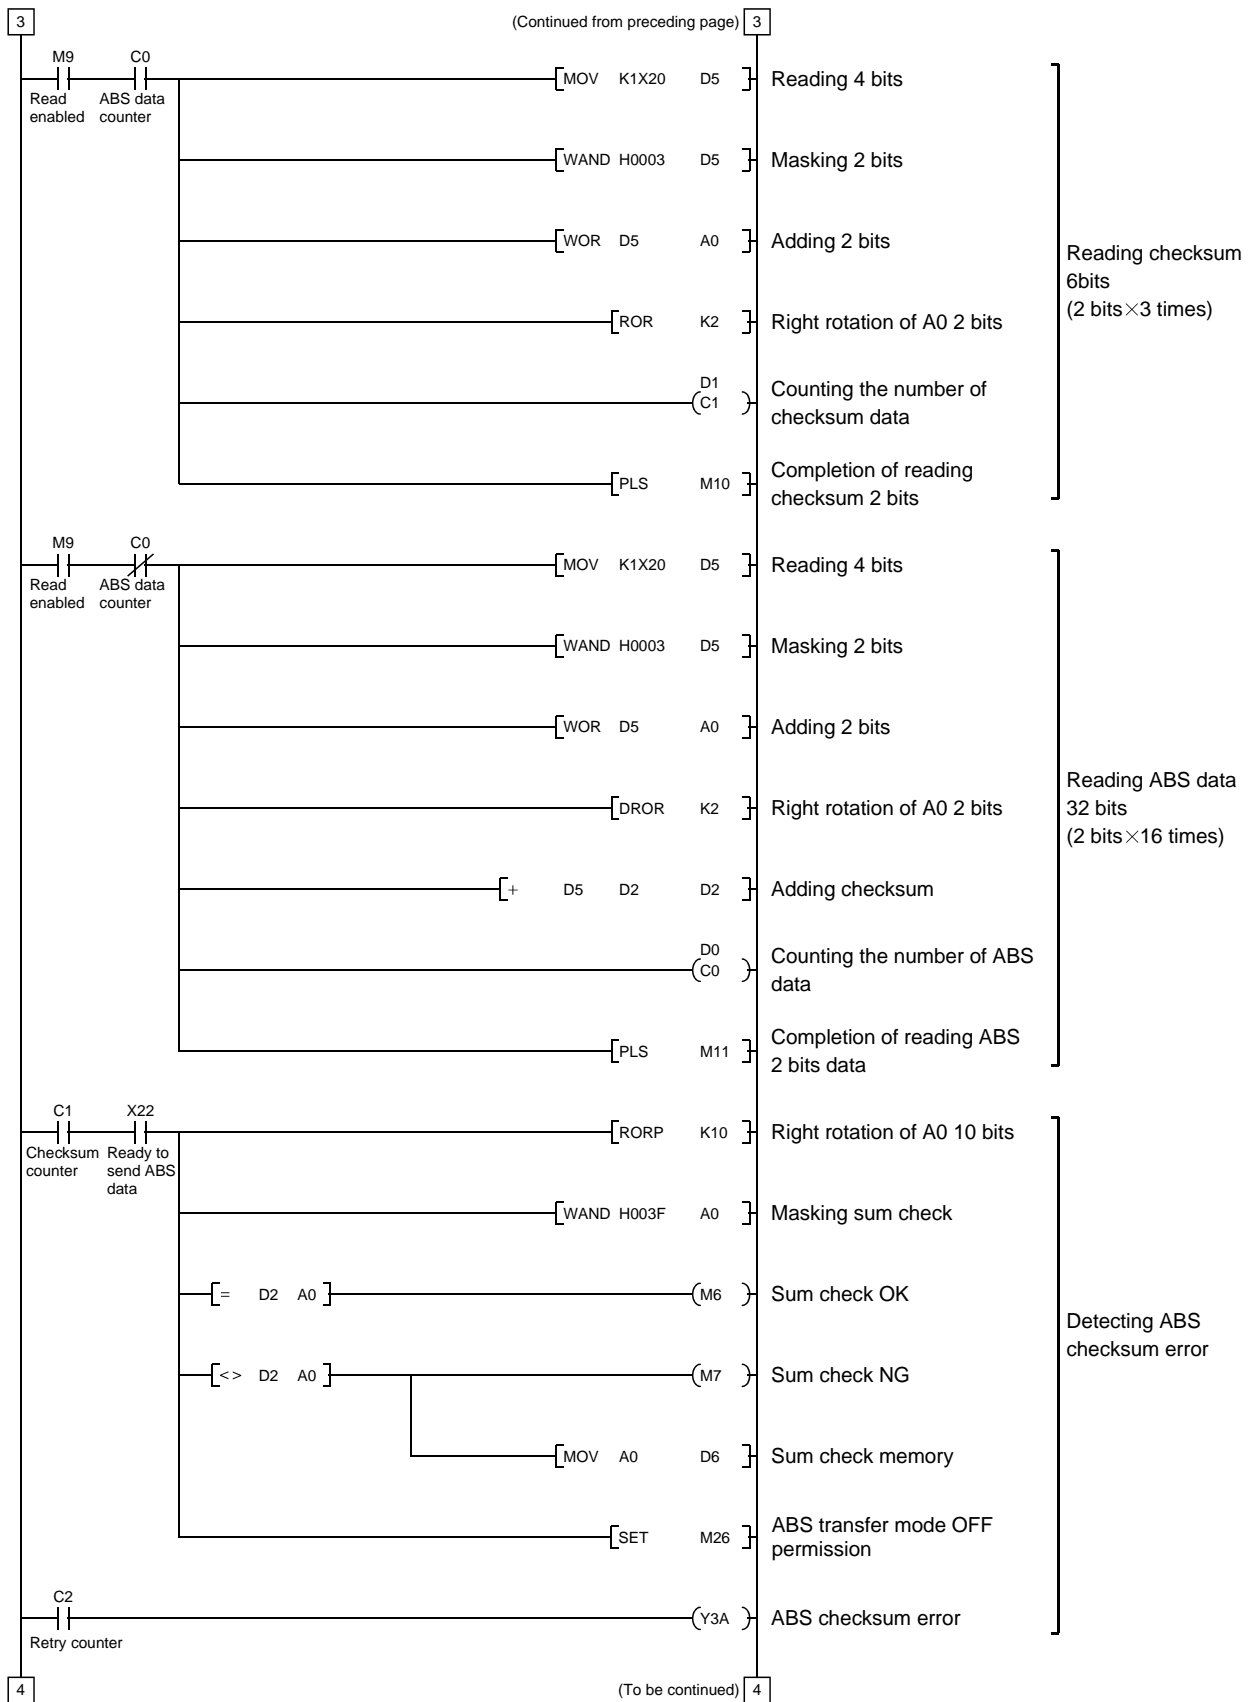 3
(Continued from preceding page) 3
M9 C0
Read enabled
ABS data counter
MOV K1X20 D5 Reading 4 bits
WAND H0003 D5 Masking 2 bits
WOR D5 A0 Adding 2 bits
ROR K2 Right rotation of A0 2 bits
D1
C1
Counting the number of
checksum data
PLS M10
Completion of reading
checksum 2 bits
Reading checksum
6bits
(2 bits×3 times)
M9 C0
Read enabled
ABS data counter
MOV K1X20 D5 Reading 4 bits
WAND H0003 D5 Masking 2 bits
WOR D5 A0 Adding 2 bits
DROR K2 Right rotation of A0 2 bits
+ D5 D2 D2 Adding checksum
D0
C0
Counting the number of ABS
data
PLS M11
Completion of reading ABS
2 bits data
Reading ABS data
32 bits
(2 bits×16 times)
C1 X22
Checksum counter
Ready to send ABS data
RORP K10 Right rotation of A0 10 bits
WAND H003F A0 Masking sum check
= D2 A0 M6 Sum check OK
<> D2 A0 M7 Sum check NG
MOV A0 D6 Sum check memory
SET M26
ABS transfer mode OFF
permission
Detecting ABS
checksum error
C2
Retry counter
Y3A ABS checksum error
4
(To be continued) 4